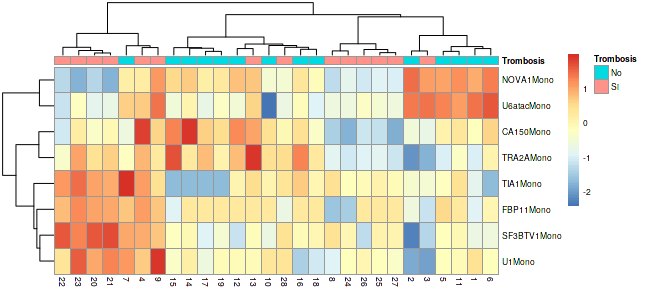 Trombosis
NOVA1Mono
U6atacMono
CA150Mono
TRA2AMono
TIA1Mono
FBP11Mono
SF3BTV1Mono
U1Mono
22 23 20 21 7 4 9 15 14 17 19 12 13 10 28 16 18 8 24 26 25 27 2 3 5 11 1 6
1
0
-1
-2
Trombosis
No
SI